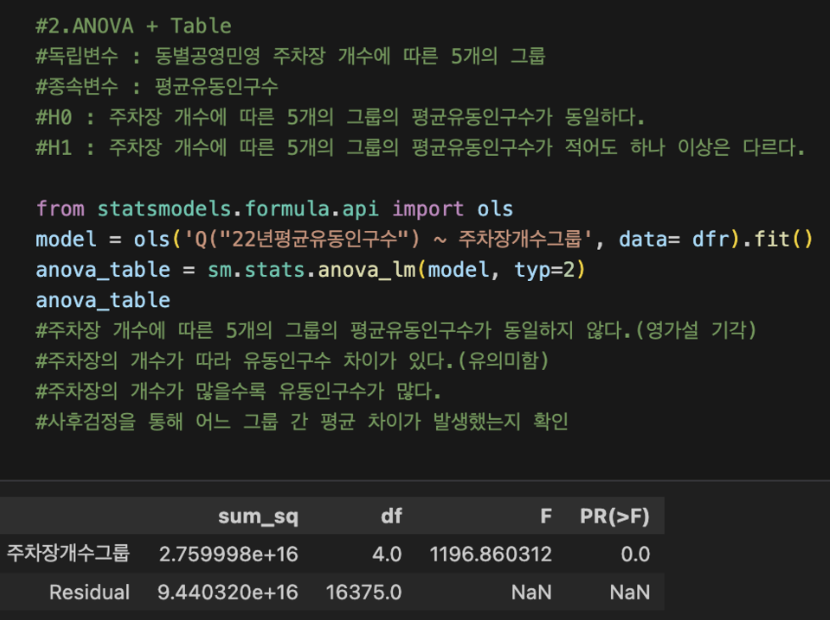 #2.ANOVA + Table
#독립변수 : 동별공영민영 주차장 개수에 따른 5개의 그룹
#종속변수 : 평균유동인구수
#H0 : 주차장 개수에 따른 5개의 그룹의 평균유동인구수가 동일하다.
#H1 : 주차장 개수에 따른 5개의 그룹의 평균유동인구수가 적어도 하나 이상은 다르다.
from statsmodels.formula.api import ols
model = ols('Q("22년평균유동인구수") ~ 주차장개수그룹', data= dfr).fit()
anova_table = sm.stats.anova_lm(model, typ=2)
anova_table
#주차장 개수에 따른 5개의 그룹의 평균유동인구수가 동일하지 않다.(영가설 기각)
#주차장의 개수가 따라 유동인구수 차이가 있다.(유의미함)
#주차장의 개수가 많을수록 유동인구수가 많다.
#사후검정을 통해 어느 그룹 간 평균 차이가 발생했는지 확인
sum_sq df F PR(>F)
주차장개수그룹 2.759998e+16 4.0 1196.860312 0.0
Residual 9.440320e+16 16375.0 NaN NaN